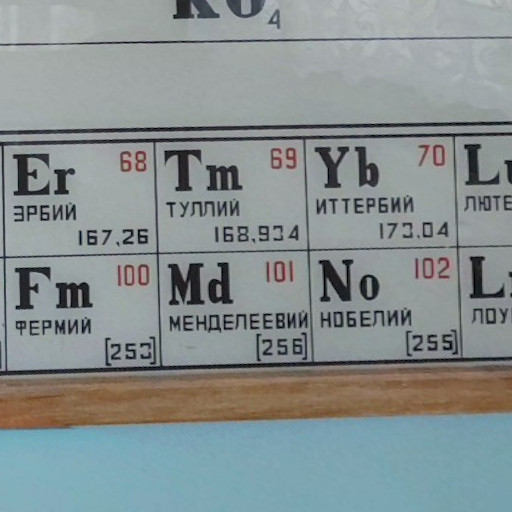 4
Er 68 Tm 69 Yb 70
ЭРБИЙ ТУЛЛИЙ ИТТЕРБИЙ
167,26 168,934 173,04
Fm 100 Md 101 No 102
ФЕРМИЙ МЕНДЕЛЕЕВИЙ НОБЕЛИЙ
[253] [256] [255]